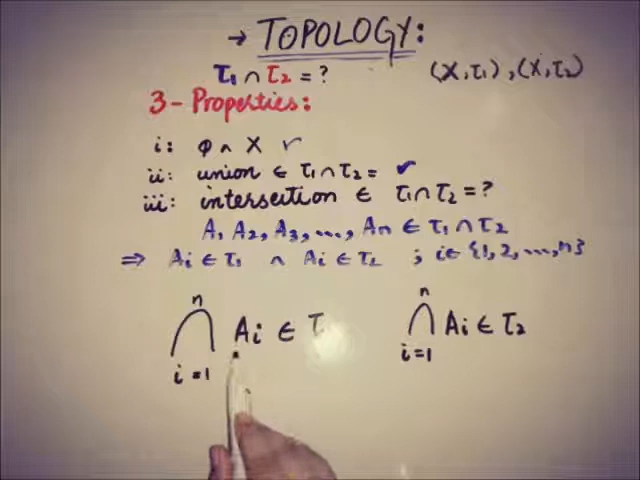 → TOPOLOGY:
τ₁ ∩ τ₂ = ? (X, τ₁), (X, τ₂)
3- Properties:
i: φ ∧ X ✓
ii: union ∈ τ₁ ∩ τ₂ = ✓
iii: intersection ∈ τ₁ ∩ τ₂ = ?
A₁ A₂, A₃, ..., Aₙ ∈ τ₁ ∩ τ₂
⇒ Aᵢ ∈ τ₁ ∧ Aᵢ ∈ τ₂ ; i ∈ {1, 2, ..., n}
n n
⋂ Aᵢ ∈ τ ⋂ Aᵢ ∈ τ₂
i=1 i=1